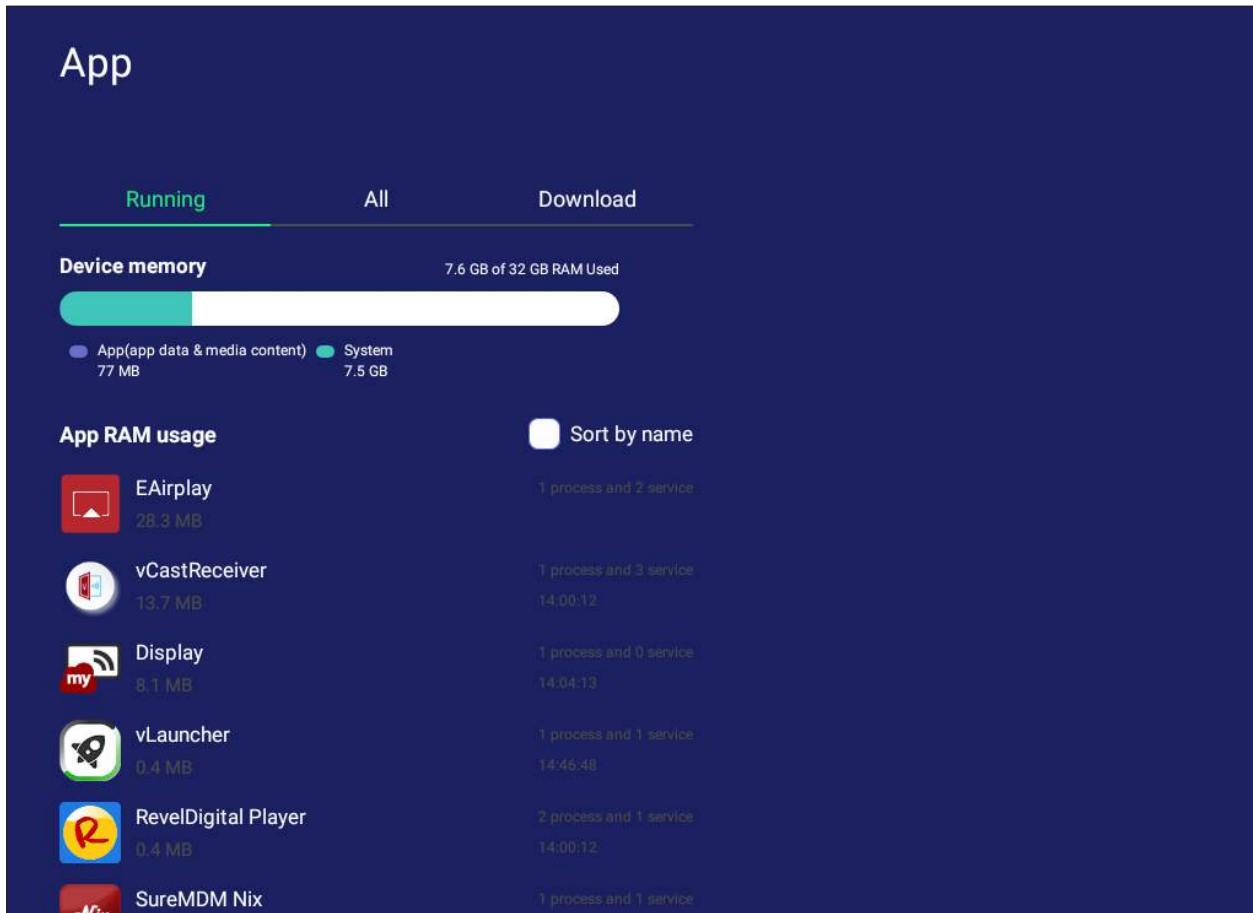 App
Running All Download
Device memory 7.6 GB of 32 GB RAM Used
App(app data & media content) System
77 MB 7.5 GB
App RAM usage Sort by name
EAirplay 1 process and 2 service
28.3 MB
vCastReceiver 1 process and 3 service
13.7 MB 14:00:12
Display 1 process and 0 service
my
8.1 MB 14:04:13
vLauncher 1 process and 1 service
0.4 MB 14:46:48
RevelDigital Player 2 process and 1 service
R
0.4 MB 14:00:12
SureMDM Nix 1 process and 1 service
Nix